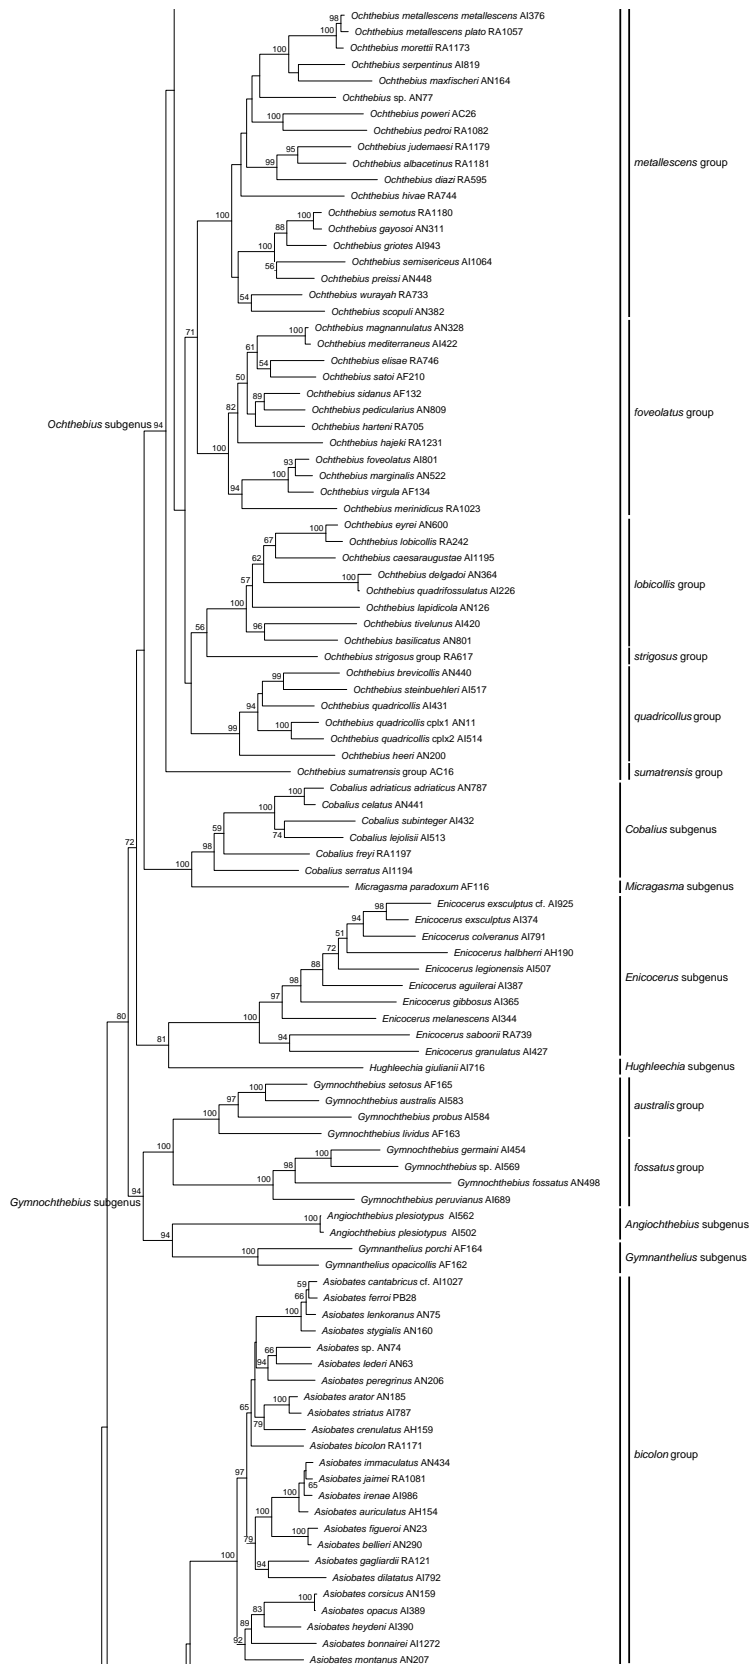 Ochthebius metallescens metallescens AI376
98
Ochthebius metallescens plato RA1057
100
Ochthebius morettii RA1173
100
Ochthebius serpentinus AI819
Ochthebius maxfischeri AN164
Ochthebius sp. AN77
Ochthebius poweri AC26
100
Ochthebius pedroi RA1082
Ochthebius judemaesi RA1179
95
Ochthebius albacetinus RA1181
99
metallescens group
Ochthebius diazi RA595
Ochthebius hivae RA744
Ochthebius semotus RA1180
100
100
Ochthebius gayosoi AN311
88
Ochthebius griotes AI943
100
Ochthebius semisericeus AI1064
56
Ochthebius preissi AN448
Ochthebius wurayah RA733
54
Ochthebius scopuli AN382
Ochthebius magnannulatus AN328
100
71
Ochthebius mediterraneus AI422
61
Ochthebius elisae RA746
54
Ochthebius satoi AF210
50
Ochthebius sidanus AF132
89
Ochthebius pedicularius AN809
82
foveolatus group
Ochthebius subgenus 94
Ochthebius harteni RA705
Ochthebius hajeki RA1231
100
Ochthebius foveolatus AI801
93
Ochthebius marginalis AN522
100
Ochthebius virgula AF134
94
Ochthebius merinidicus RA1023
Ochthebius eyrei AN600
100
Ochthebius lobicollis RA242
67
Ochthebius caesaraugustae AI1195
62
Ochthebius delgadoi AN364
100
57
lobicollis group
Ochthebius quadrifossulatus AI226
100
Ochthebius lapidicola AN126
Ochthebius tivelunus AI420
56
96
Ochthebius basilicatus AN801
Ochthebius strigosus group RA617
strigosus group
Ochthebius brevicollis AN440
99
Ochthebius steinbuehleri AI517
94
Ochthebius quadricollis AI431
quadricollus group
Ochthebius quadricollis cplx1 AN11
100
99
Ochthebius quadricollis cplx2 AI514
Ochthebius heeri AN200
Ochthebius sumatrensis group AC16
sumatrensis group
Cobalius adriaticus adriaticus AN787
100
Cobalius celatus AN441
100
Cobalius subinteger AI432
59
74
Cobalius subgenus
Cobalius lejolisii AI513
72
98
Cobalius freyi RA1197
100
Cobalius serratus AI1194
Micragasma paradoxum AF116
Micragasma subgenus
Enicocerus exsculptus cf. AI925
98
Enicocerus exsculptus AI374
94
Enicocerus colveranus AI791
51
Enicocerus halbherri AH190
72
Enicocerus legionensis AI507
88
Enicocerus subgenus
Enicocerus aguilerai AI387
98
Enicocerus gibbosus AI365
97
80
Enicocerus melanescens AI344
100
Enicocerus saboorii RA739
94
81
Enicocerus granulatus AI427
Hughleechia giulianii AI716
Hughleechia subgenus
Gymnochthebius setosus AF165
100
Gymnochthebius australis AI583
97
australis group
Gymnochthebius probus AI584
100
Gymnochthebius lividus AF163
100
Gymnochthebius germaini AI454
100
Gymnochthebius sp. AI569
98
fossatus group
Gymnochthebius fossatus AN498
100
94
Gymnochthebius subgenus
Gymnochthebius peruvianus AI689
Angiochthebius plesiotypus AI562
100
Angiochthebius subgenus
Angiochthebius plesiotypus AI502
94
Gymnanthelius porchi AF164
100
Gymnanthelius subgenus
Gymnanthelius opacicollis AF162
Asiobates cantabricus cf. AI1027
59
Asiobates ferroi PB28
66
Asiobates lenkoranus AN75
100
Asiobates stygialis AN160
Asiobates sp. AN74
66
Asiobates lederi AN63
94
Asiobates peregrinus AN206
Asiobates arator AN185
100
65
Asiobates striatus AI787
79
Asiobates crenulatus AH159
Asiobates bicolon RA1171
bicolon group
Asiobates immaculatus AN434
97
Asiobates jaimei RA1081
65
Asiobates irenae AI986
100
Asiobates auriculatus AH154
100
Asiobates figueroi AN23
100
79
Asiobates bellieri AN290
100
Asiobates gagliardii RA121
94
Asiobates dilatatus AI792
Asiobates corsicus AN159
100
Asiobates opacus AI389
83
89
Asiobates heydeni AI390
92
Asiobates bonnairei AI1272
Asiobates montanus AN207